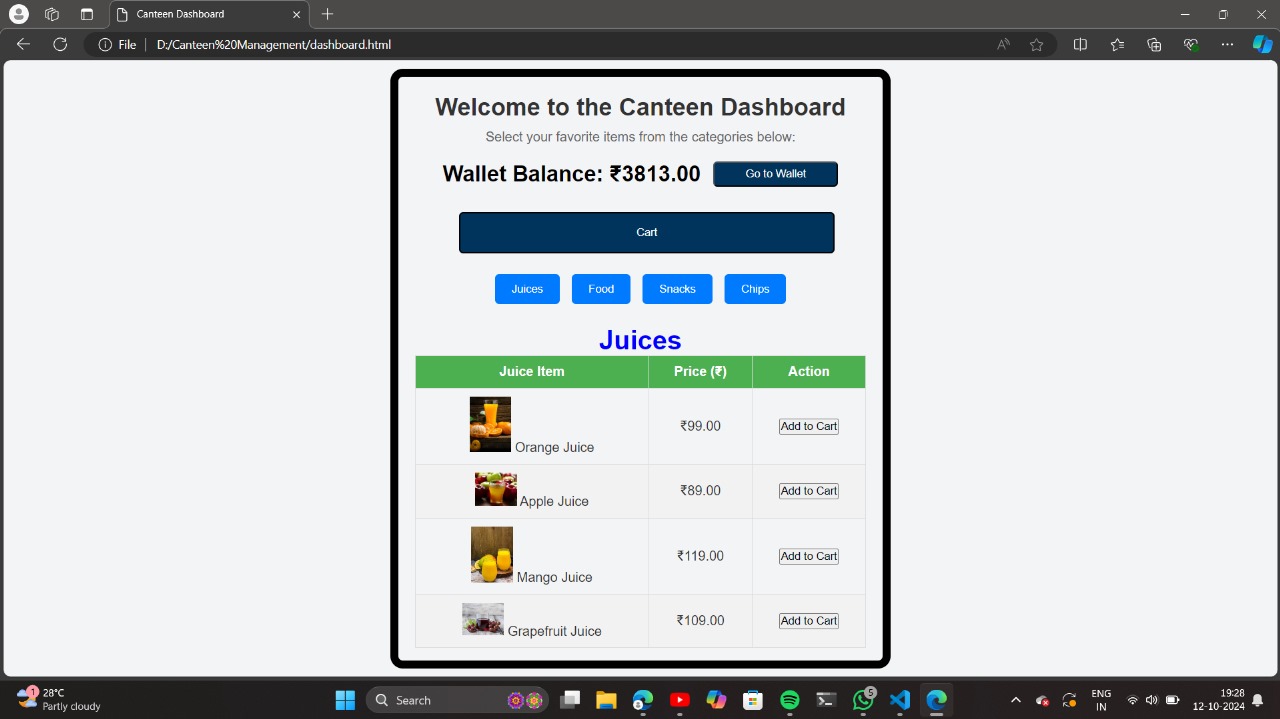 Canteen Dashboard
File
D:/Canteen%20Management/dashboard.html
Welcome to the Canteen Dashboard
Select your favorite items from the categories below:
Wallet Balance: ₹3813.00 Go to Wallet
Cart
Juices Food Snacks Chips
Juices
Juice Item Price (₹) Action
Orange Juice ₹99.00 Add to Cart
Apple Juice ₹89.00 Add to Cart
Mango Juice ₹119.00 Add to Cart
Grapefruit Juice ₹109.00 Add to Cart
1 28°C
Partly cloudy
Search
5
ENG
IN
19:28
12-10-2024